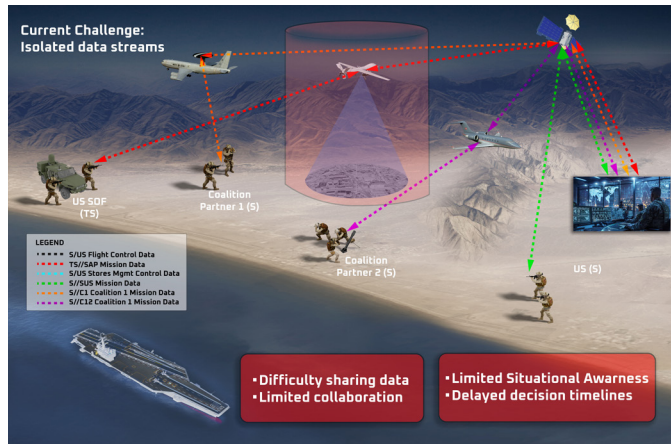 Current Challenge:
Isolated data streams
US SOF
(TS)
Coalition
Partner 1 (S)
Coalition
Partner 2 (S)
US (S)
LEGEND
S/US Flight Control Data
TS//SAP Mission Data
S/US Stores Mgmt Control Data
S//SUS Mission Data
S//C1 Coalition 1 Mission Data
S//C12 Coalition 1 Mission Data
▪ Difficulty sharing data
▪ Limited collaboration
▪ Limited Situational Awarness
▪ Delayed decision timelines